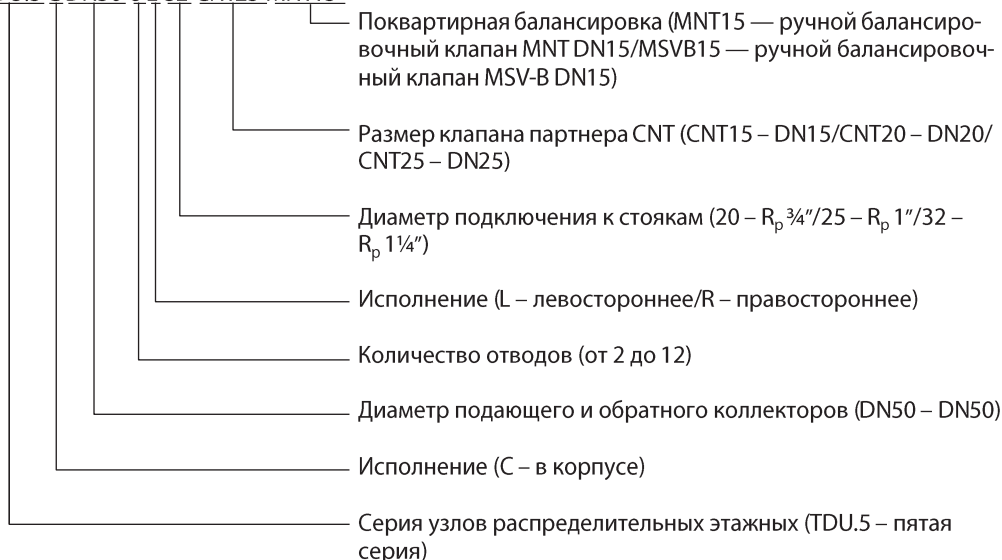 Поквартирная балансировка (MNT15 — ручной балансиро-
вочный клапан MNT DN15/MSVB15 — ручной балансировоч-
ный клапан MSV-B DN15)
Размер клапана партнера CNT (CNT15 – DN15/CNT20 – DN20/
CNT25 – DN25)
Диаметр подключения к стоякам (20 – Rp ¾″/25 – Rp 1″/32 –
Rp 1¼″)
Исполнение (L – левостороннее/R – правостороннее)
Количество отводов (от 2 до 12)
Диаметр подающего и обратного коллекторов (DN50 – DN50)
Исполнение (C – в корпусе)
Серия узлов распределительных этажных (TDU.5 – пятая
серия)